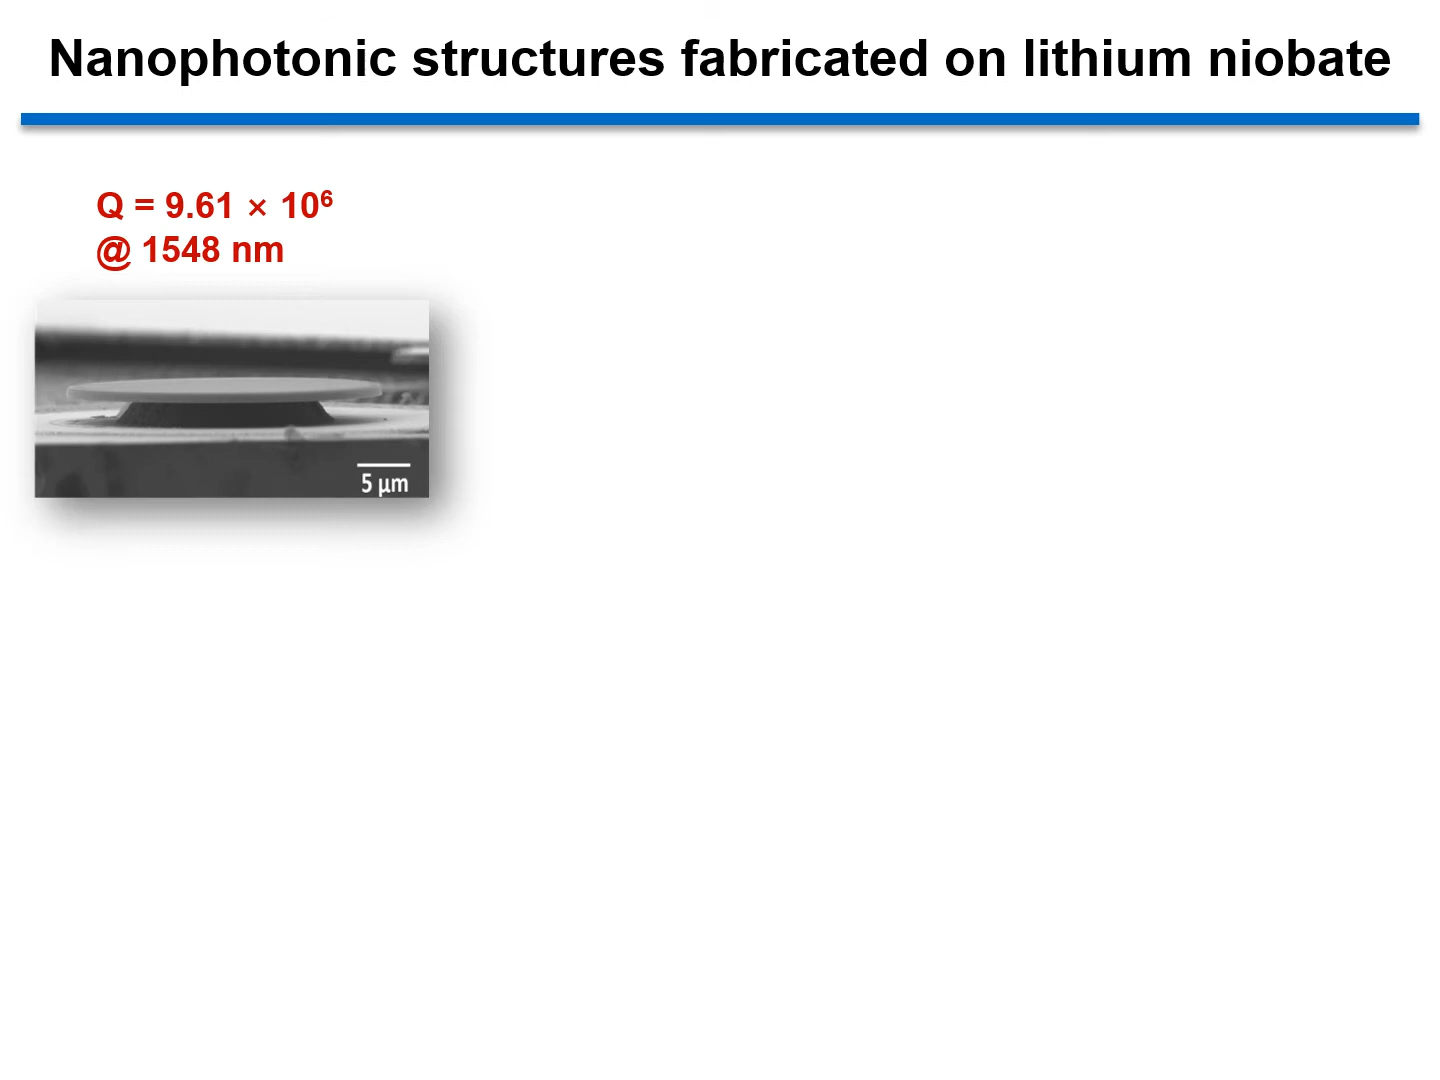 Nanophotonic structures fabricated on lithium niobate
Q = 9.61 × 10⁶
@ 1548 nm
5 μm